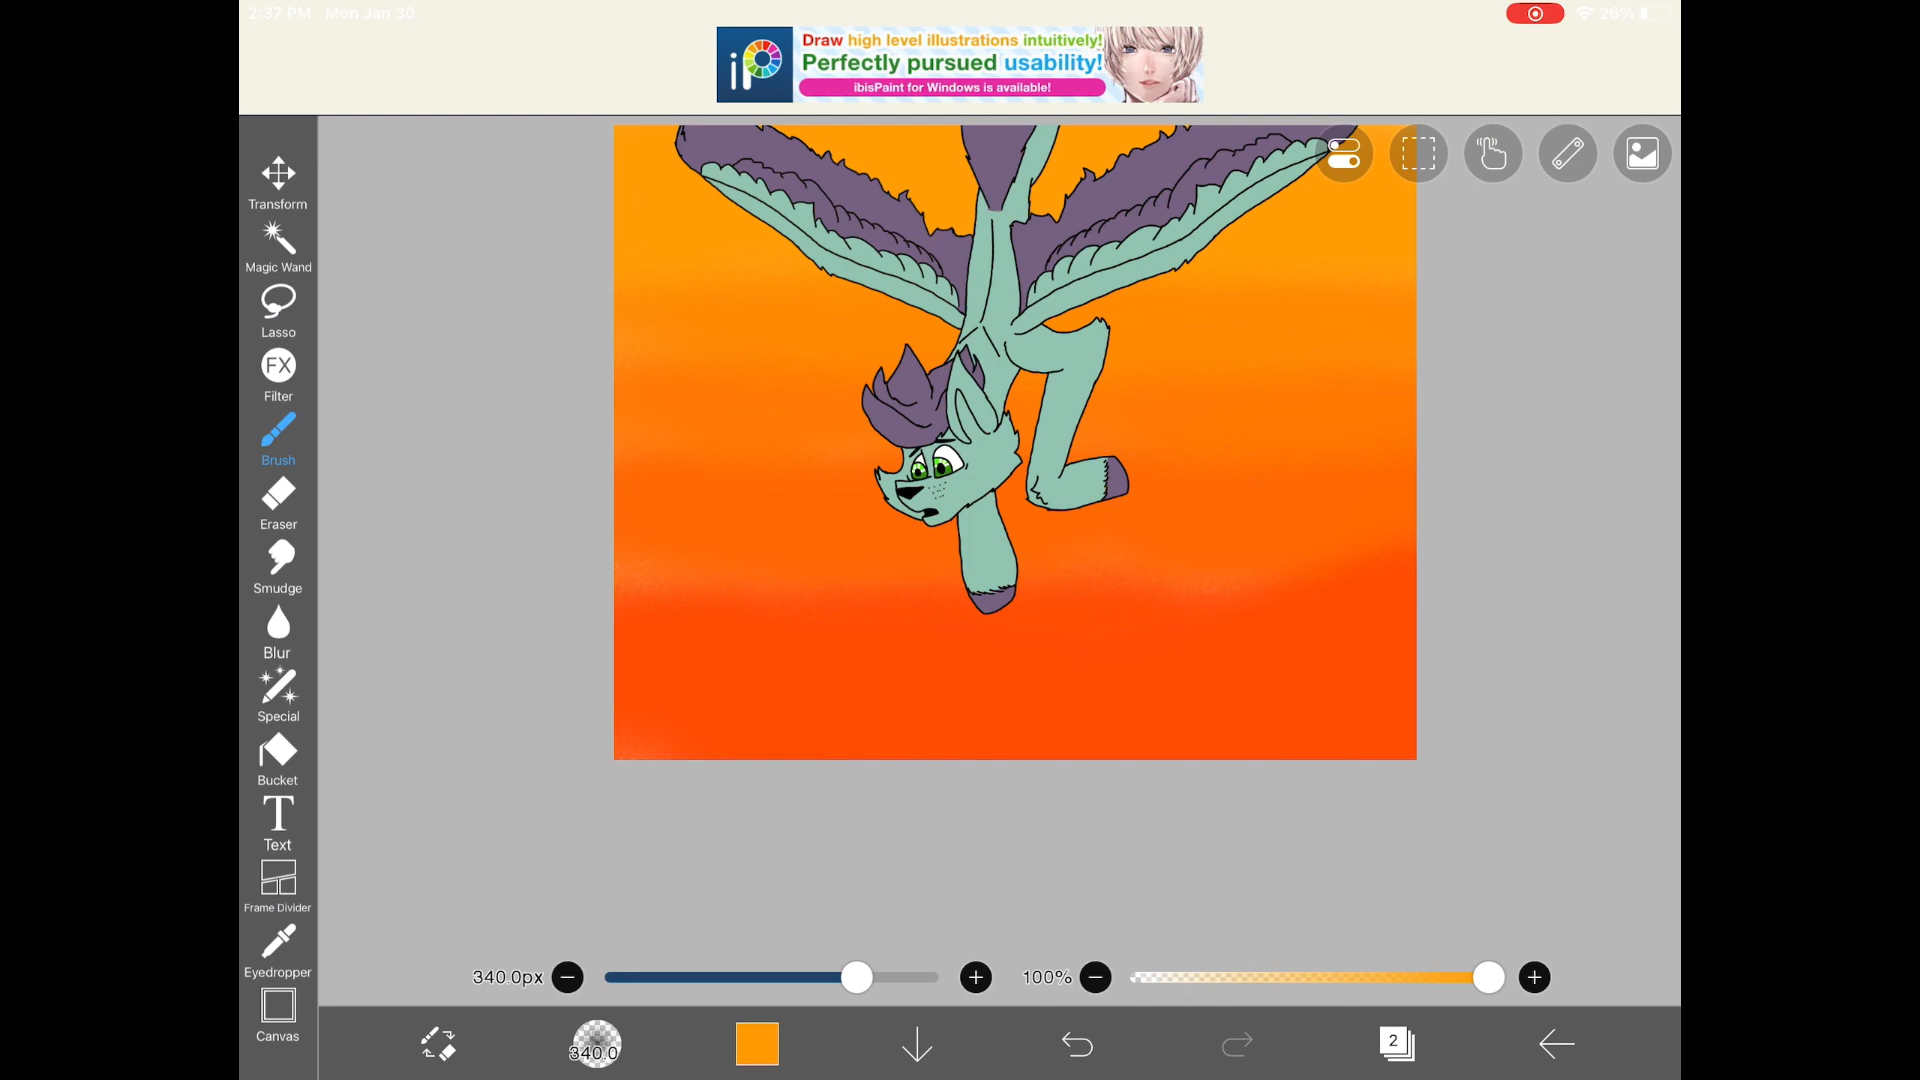 2:37 PM Mon Jan 30
26%
iP
Draw high level illustrations intuitively!
Perfectly pursued usability!
ibisPaint for Windows is available!
Transform
Magic Wand
Lasso
FX
Filter
Brush
Eraser
Smudge
Blur
Special
Bucket
T
Text
Frame Divider
Eyedropper
Canvas
340.0px
100%
340.0
2